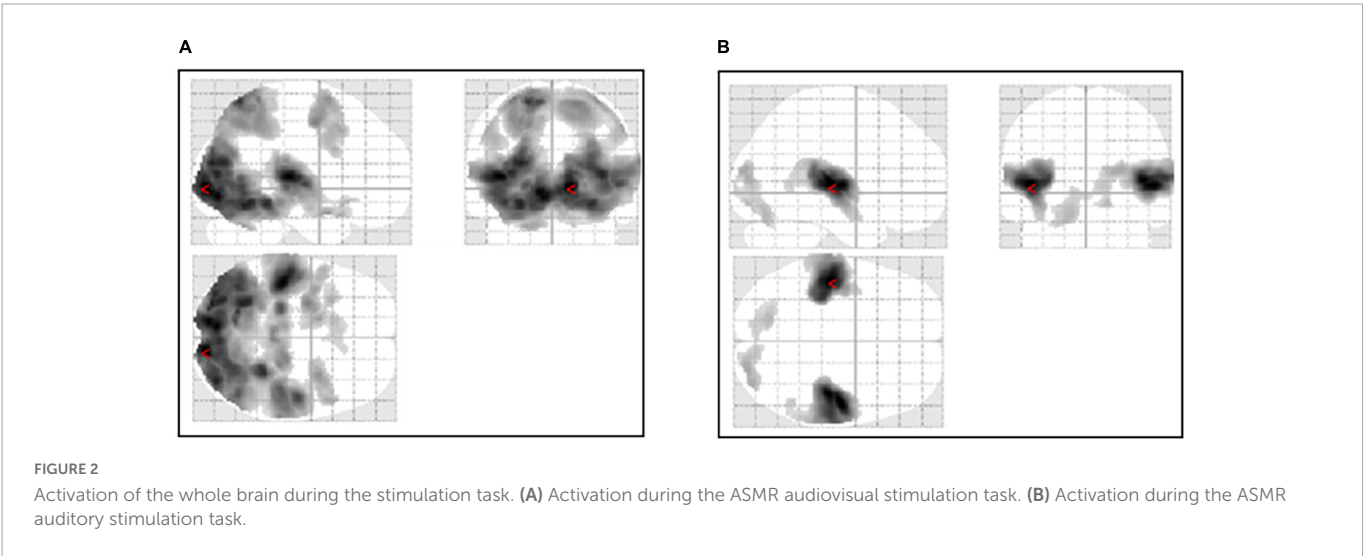 A
B
FIGURE 2
Activation of the whole brain during the stimulation task. (A) Activation during the ASMR audiovisual stimulation task. (B) Activation during the ASMR
auditory stimulation task.